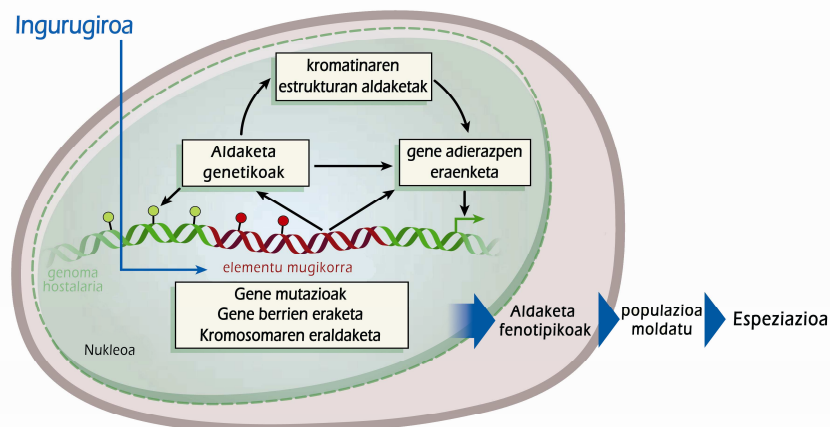 Ingurugiroa
kromatinaren
estrukturan aldaketak
Aldaketa
genetikoak
gene adierazpen
eraenketa
genoma
hostalaria
elementu mugikorra
Gene mutazioak
Gene berrien eraketa
Kromosomaren eraldaketa
Nukleoa
Aldaketa
fenotipikoak
populazioa
moldatu
Espeziazioa